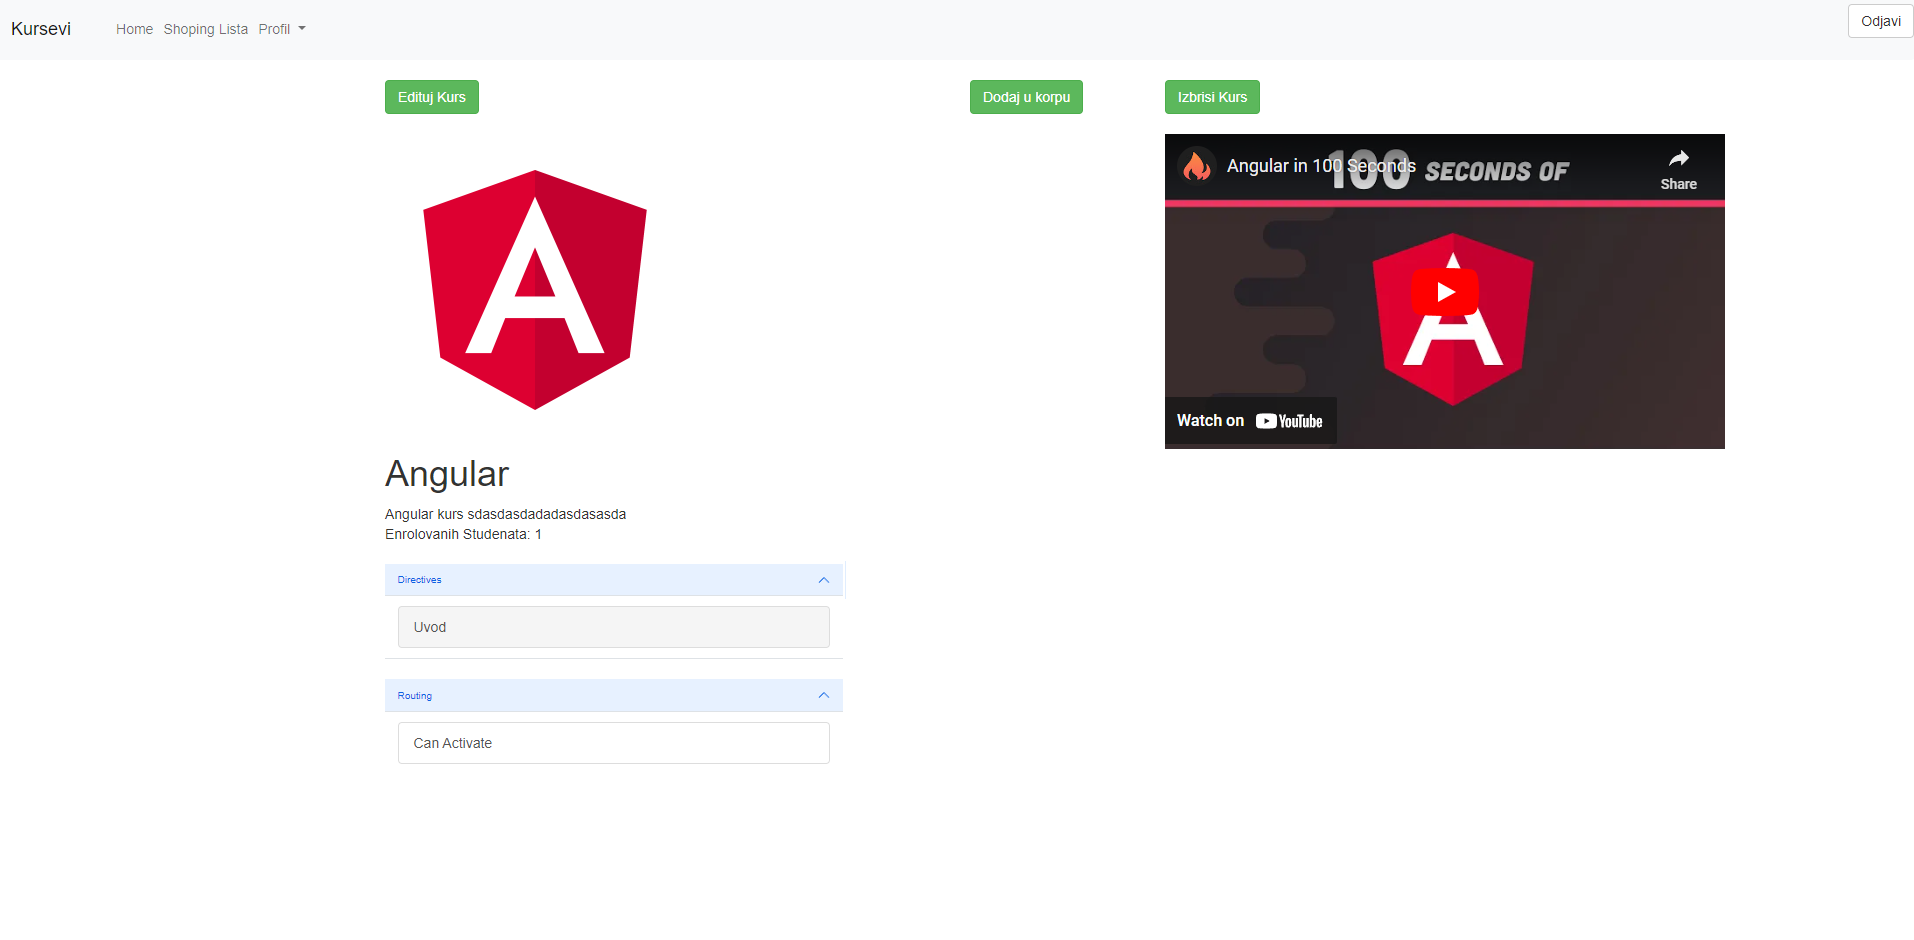 Kursevi Home Shoping Lista Profil Odjavi
Edituj Kurs Dodaj u korpu Izbrisi Kurs
Angular in 100 Seconds
100 SECONDS OF
Share
Watch on YouTube
Angular
Angular kurs sdasdasdadadasdasasda
Enrolovanih Studenata: 1
Directives
Uvod
Routing
Can Activate